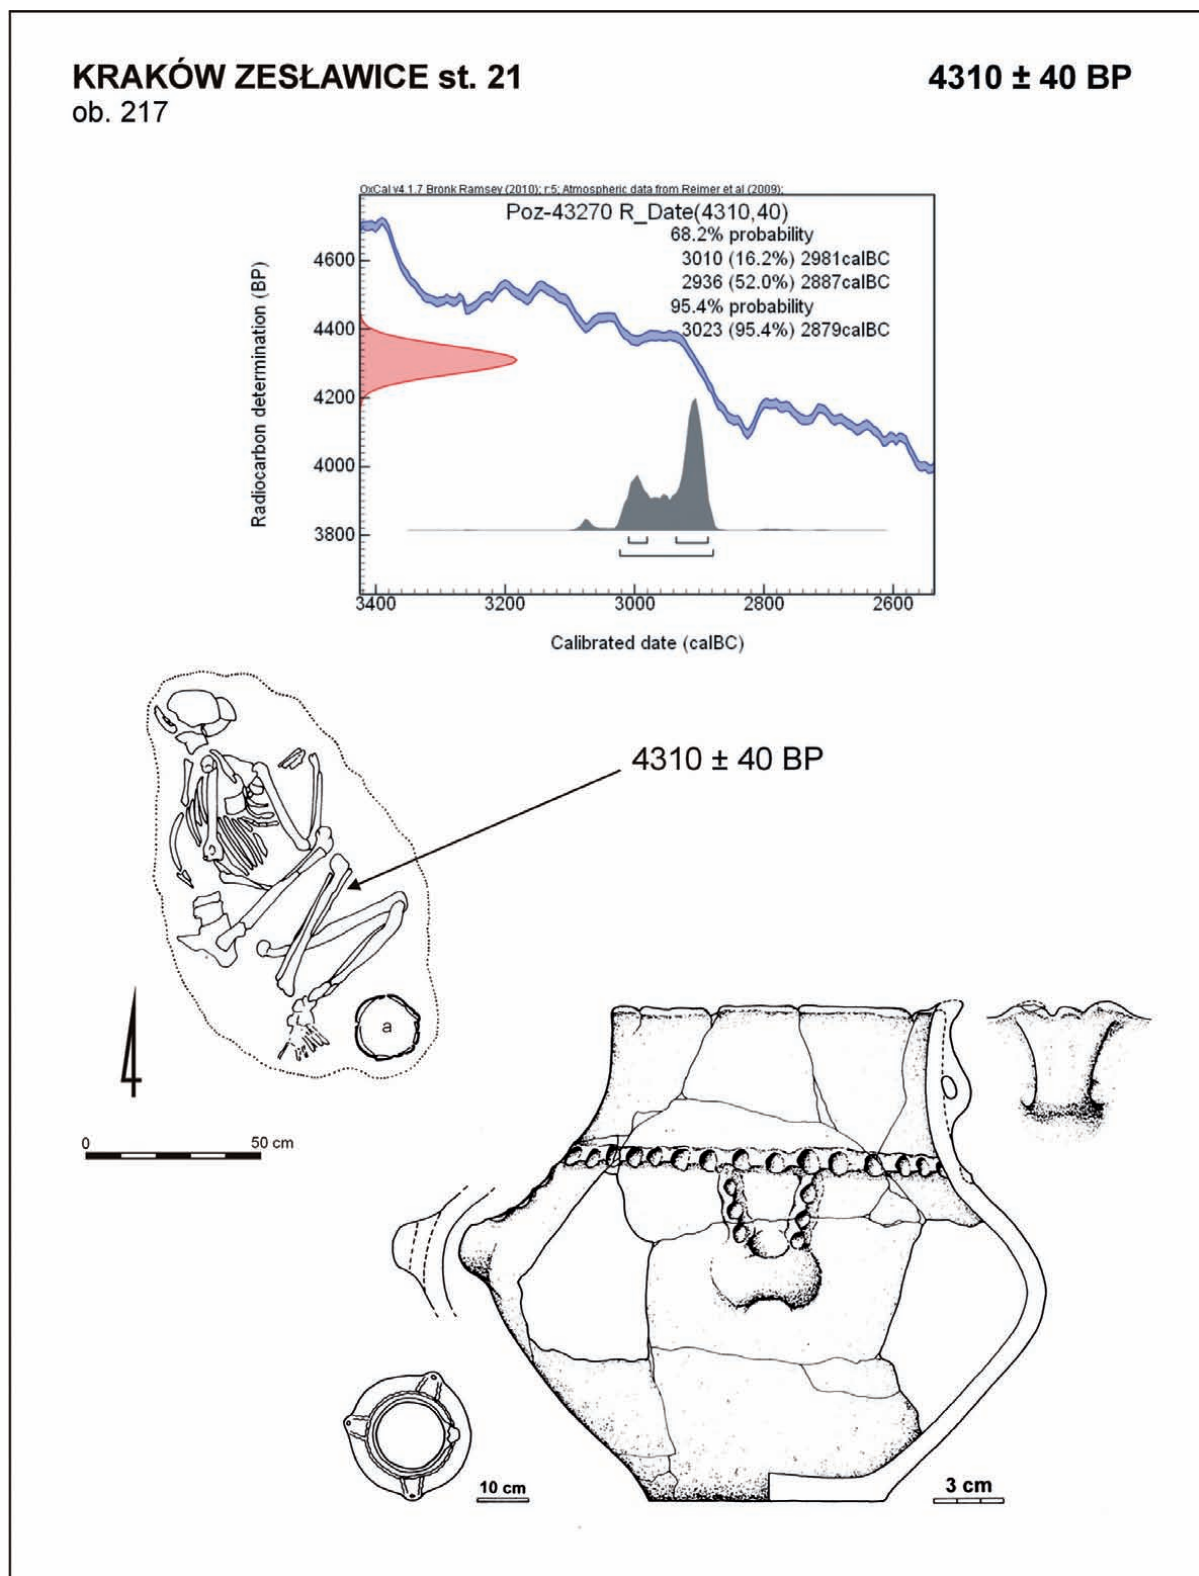 KRAKÓW ZESŁAWICE st. 21
4310 ± 40 BP
ob. 217
OxCal v4.1.7 Bronk Ramsey (2010); r:5; Atmospheric data from Reimer et al (2009);
Poz-43270 R_Date(4310,40)
68.2% probability
3010 (16.2%) 2981calBC
2936 (52.0%) 2887calBC
95.4% probability
3023 (95.4%) 2879calBC
Radiocarbon determination (BP)
4600
4400
4200
4000
3800
3400 3200 3000 2800 2600
Calibrated date (calBC)
4310 ± 40 BP
a
0 50 cm
10 cm
3 cm